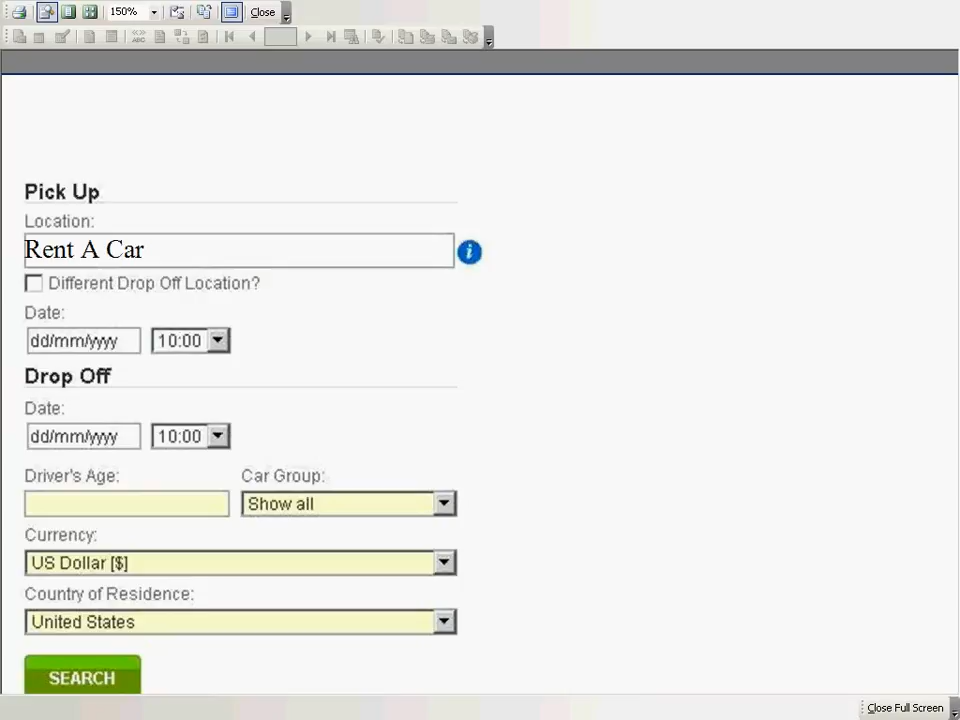 150% Close
Pick Up
Location:
Rent A Car
i
Different Drop Off Location?
Date:
dd/mm/yyyy 10:00
Drop Off
Date:
dd/mm/yyyy 10:00
Driver's Age: Car Group:
Show all
Currency:
US Dollar [$]
Country of Residence:
United States
SEARCH
Close Full Screen